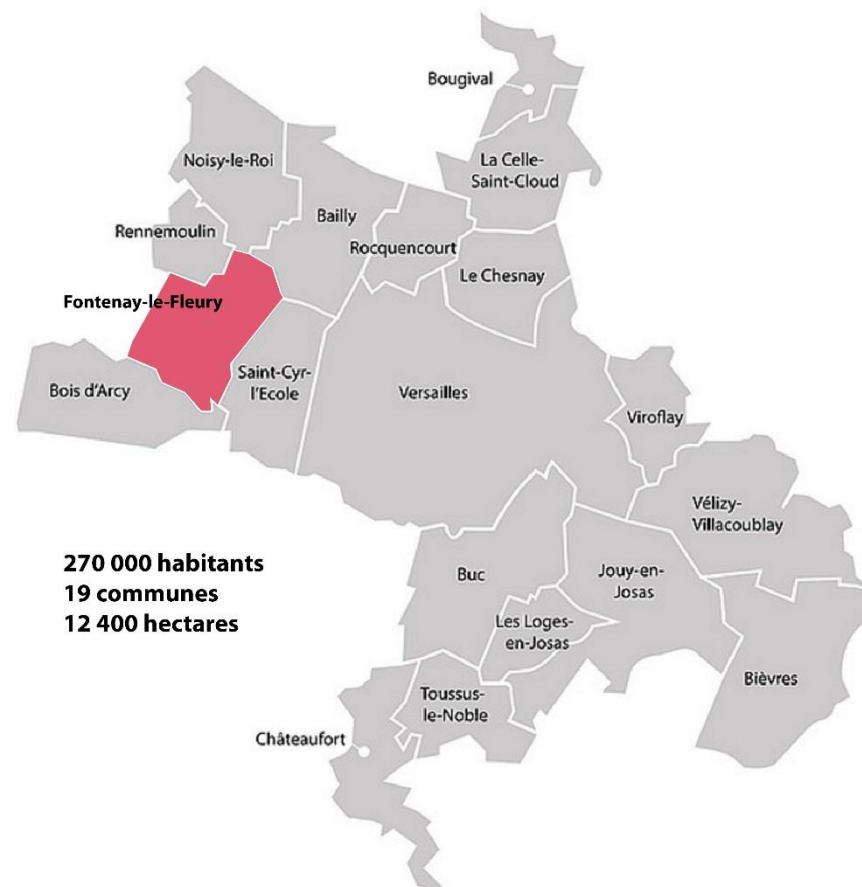 Bougival
La Celle-
Saint-Cloud
Noisy-le-Roi
Bailly
Rennemoulin
Rocquencourt
Le Chesnay
Fontenay-le-Fleury
Saint-Cyr-
l'Ecole
Bois d'Arcy
Versailles
Viroflay
Vélizy-
Villacoublay
270 000 habitants
19 communes
12 400 hectares
Buc
Jouy-en-
Josas
Les Loges-
en-Josas
Bièvres
Toussus-
le-Noble
Châteaufort